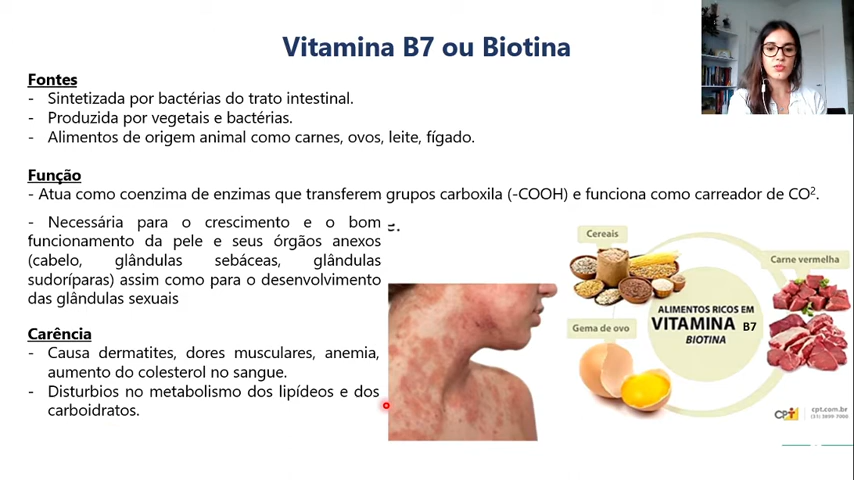 Vitamina B7 ou Biotina
Fontes
- Sintetizada por bactérias do trato intestinal.
- Produzida por vegetais e bactérias.
- Alimentos de origem animal como carnes, ovos, leite, fígado.
Função
- Atua como coenzima de enzimas que transferem grupos carboxila (-COOH) e funciona como carreador de CO².
- Necessária para o crescimento e o bom
funcionamento da pele e seus órgãos anexos
(cabelo, glândulas sebáceas, glândulas
sudoríparas) assim como para o desenvolvimento
das glândulas sexuais
Carência
- Causa dermatites, dores musculares, anemia,
aumento do colesterol no sangue.
- Disturbios no metabolismo dos lipídeos e dos
carboidratos.
Cereais
Carne vermelha
Gema de ovo
ALIMENTOS RICOS EM
VITAMINA B7
BIOTINA
CPT
cpt.com.br
(31) 3899-7000